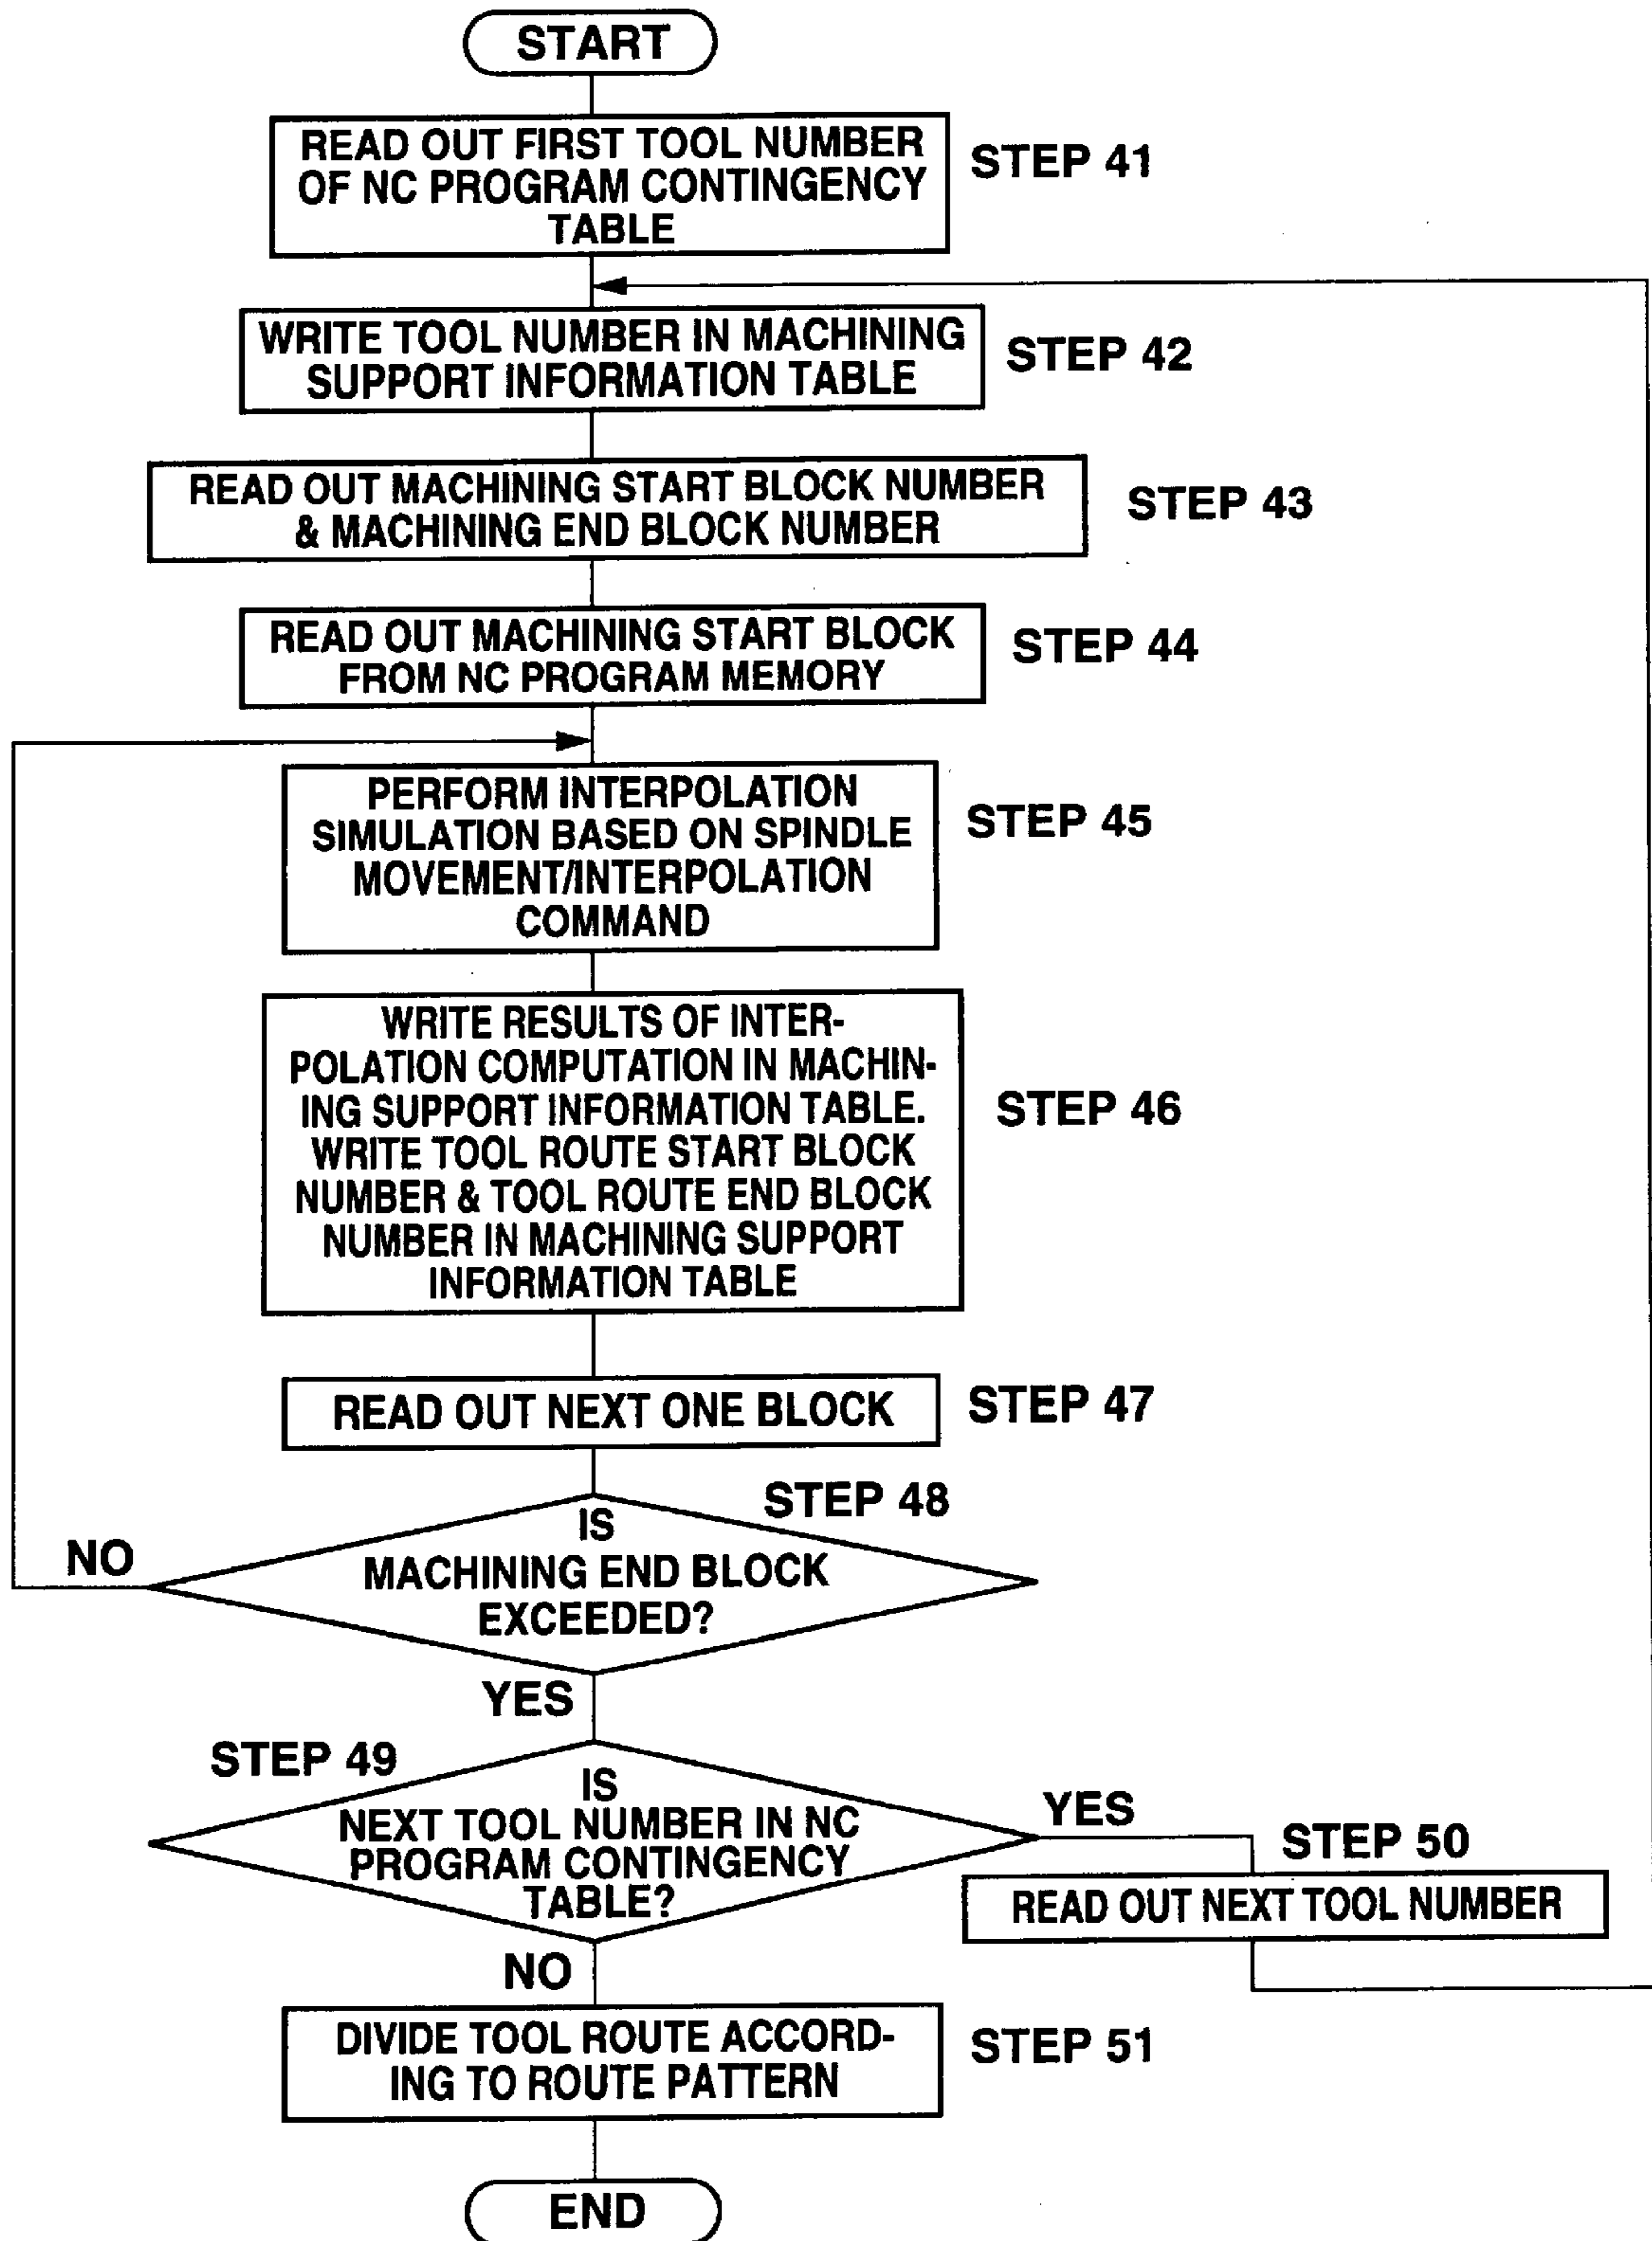 START
READ OUT FIRST TOOL NUMBER
OF NC PROGRAM CONTINGENCY
TABLE
STEP 41
WRITE TOOL NUMBER IN MACHINING
SUPPORT INFORMATION TABLE
STEP 42
READ OUT MACHINING START BLOCK NUMBER
& MACHINING END BLOCK NUMBER
STEP 43
READ OUT MACHINING START BLOCK
FROM NC PROGRAM MEMORY
STEP 44
PERFORM INTERPOLATION
SIMULATION BASED ON SPINDLE
MOVEMENT/INTERPOLATION
COMMAND
STEP 45
WRITE RESULTS OF INTER-
POLATION COMPUTATION IN MACHIN-
ING SUPPORT INFORMATION TABLE.
WRITE TOOL ROUTE START BLOCK
NUMBER & TOOL ROUTE END BLOCK
NUMBER IN MACHINING SUPPORT
INFORMATION TABLE
STEP 46
READ OUT NEXT ONE BLOCK
STEP 47
STEP 48
IS
MACHINING END BLOCK
EXCEEDED?
NO
YES
STEP 49
IS
NEXT TOOL NUMBER IN NC
PROGRAM CONTINGENCY
TABLE?
YES
STEP 50
READ OUT NEXT TOOL NUMBER
NO
DIVIDE TOOL ROUTE ACCORD-
ING TO ROUTE PATTERN
STEP 51
END